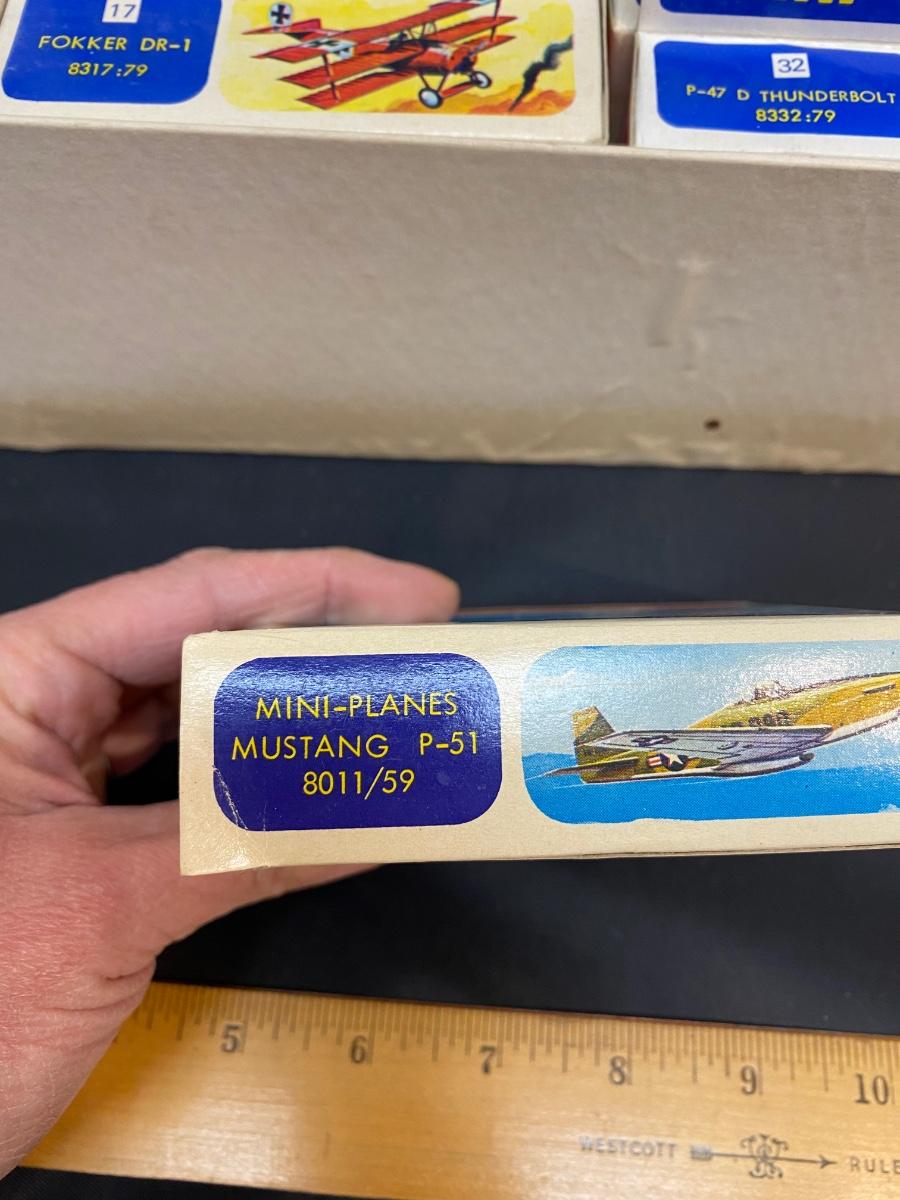 17
FOKKER DR-1
8317:79
32
P-47 D THUNDERBOLT
8332:79
MINI-PLANES
MUSTANG P-51
8011/59
5 6 7 8 9 10
WESTCOTT RULE